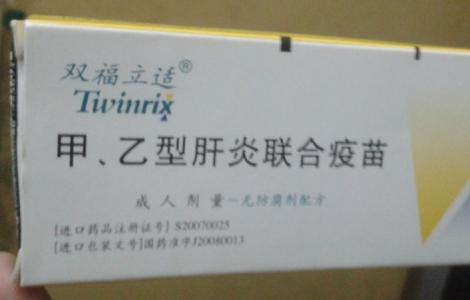 双福立适®
Twinrix
甲、乙型肝炎联合疫苗
成人剂量-无防腐剂配方
[进口药品注册证号] S20070025
[进口包装文号]国药准字J20080013